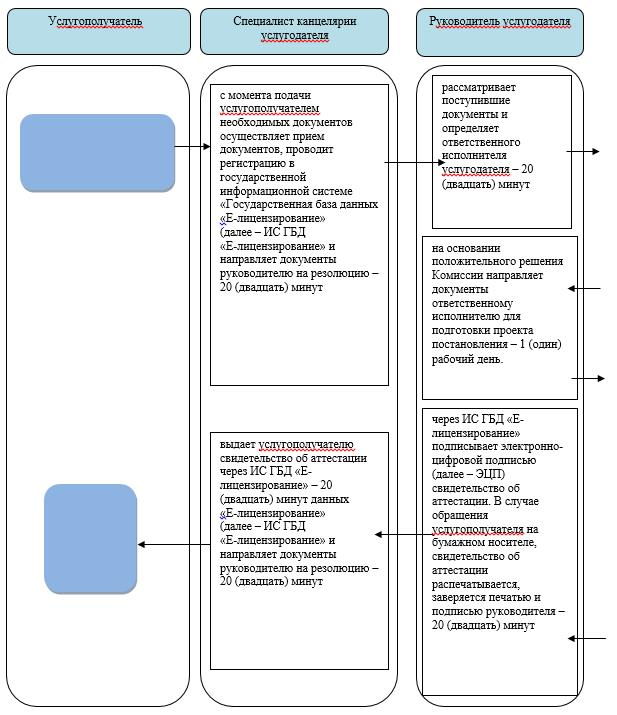 Услугополучатель
Специалист канцелярии
услугодателя
Руководитель услугодателя
с момента подачи
услугополучателем
необходимых документов
осуществляет прием
документов, проводит
регистрацию в
государственной
информационной системе
«Государственная база данных
«Е-лицензирование»
(далее – ИС ГБД
«Е-лицензирование» и
направляет документы
руководителю на резолюцию –
20 (двадцать) минут
рассматривает
поступившие
документы и
определяет
ответственного
исполнителя
услугодателя – 20
(двадцать) минут
на основании
положительного решения
Комиссии направляет
документы
ответственному
исполнителю для
подготовки проекта
постановления – 1 (один)
рабочий день.
выдает услугополучателю
свидетельство об аттестации
через ИС ГБД «Е-
лицензирование» – 20
(двадцать) минут данных
«Е-лицензирование»
(далее – ИС ГБД
«Е-лицензирование» и
направляет документы
руководителю на резолюцию –
20 (двадцать) минут
через ИС ГБД «Е-
лицензирование»
подписывает электронно-
цифровой подписью
(далее – ЭЦП)
свидетельство об
аттестации. В случае
обращения
услугополучателя на
бумажном носителе,
свидетельство об
аттестации
распечатывается,
заверяется печатью и
подписью руководителя –
20 (двадцать) минут